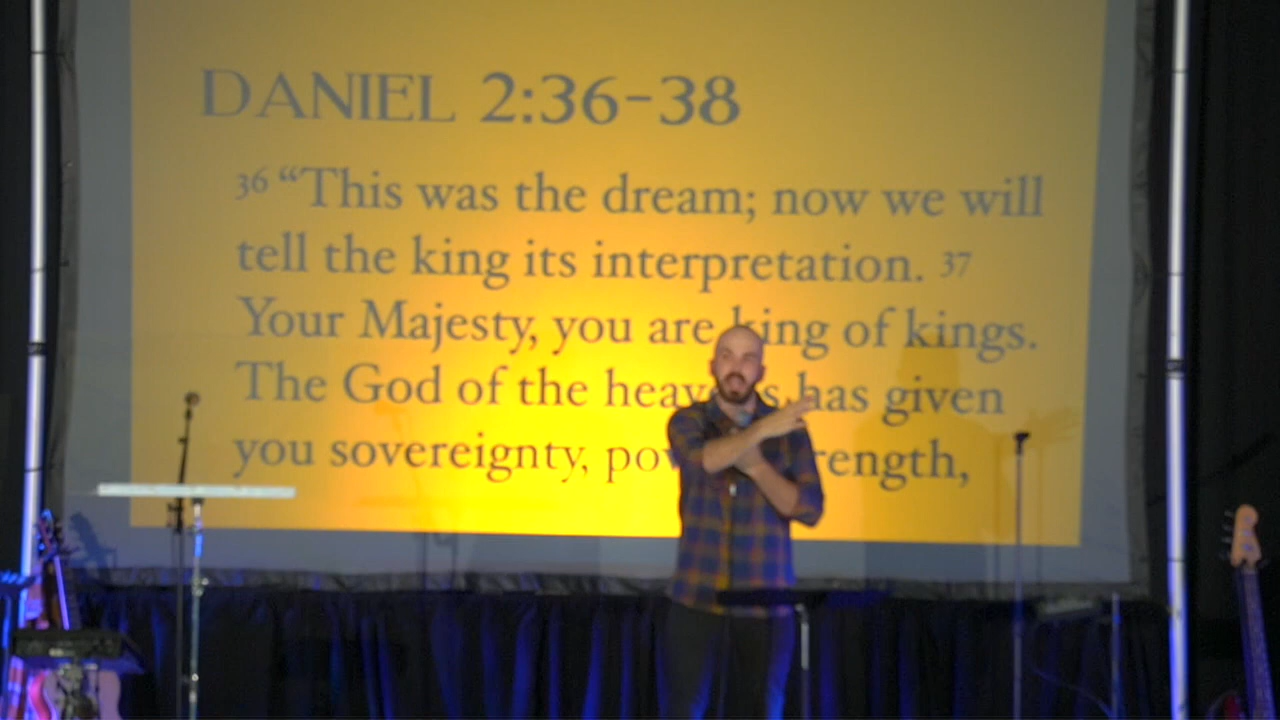 DANIEL 2:36-38
36 “This was the dream; now we will
tell the king its interpretation. 37
Your Majesty, you are king of kings.
The God of the has given
you sovereignty,